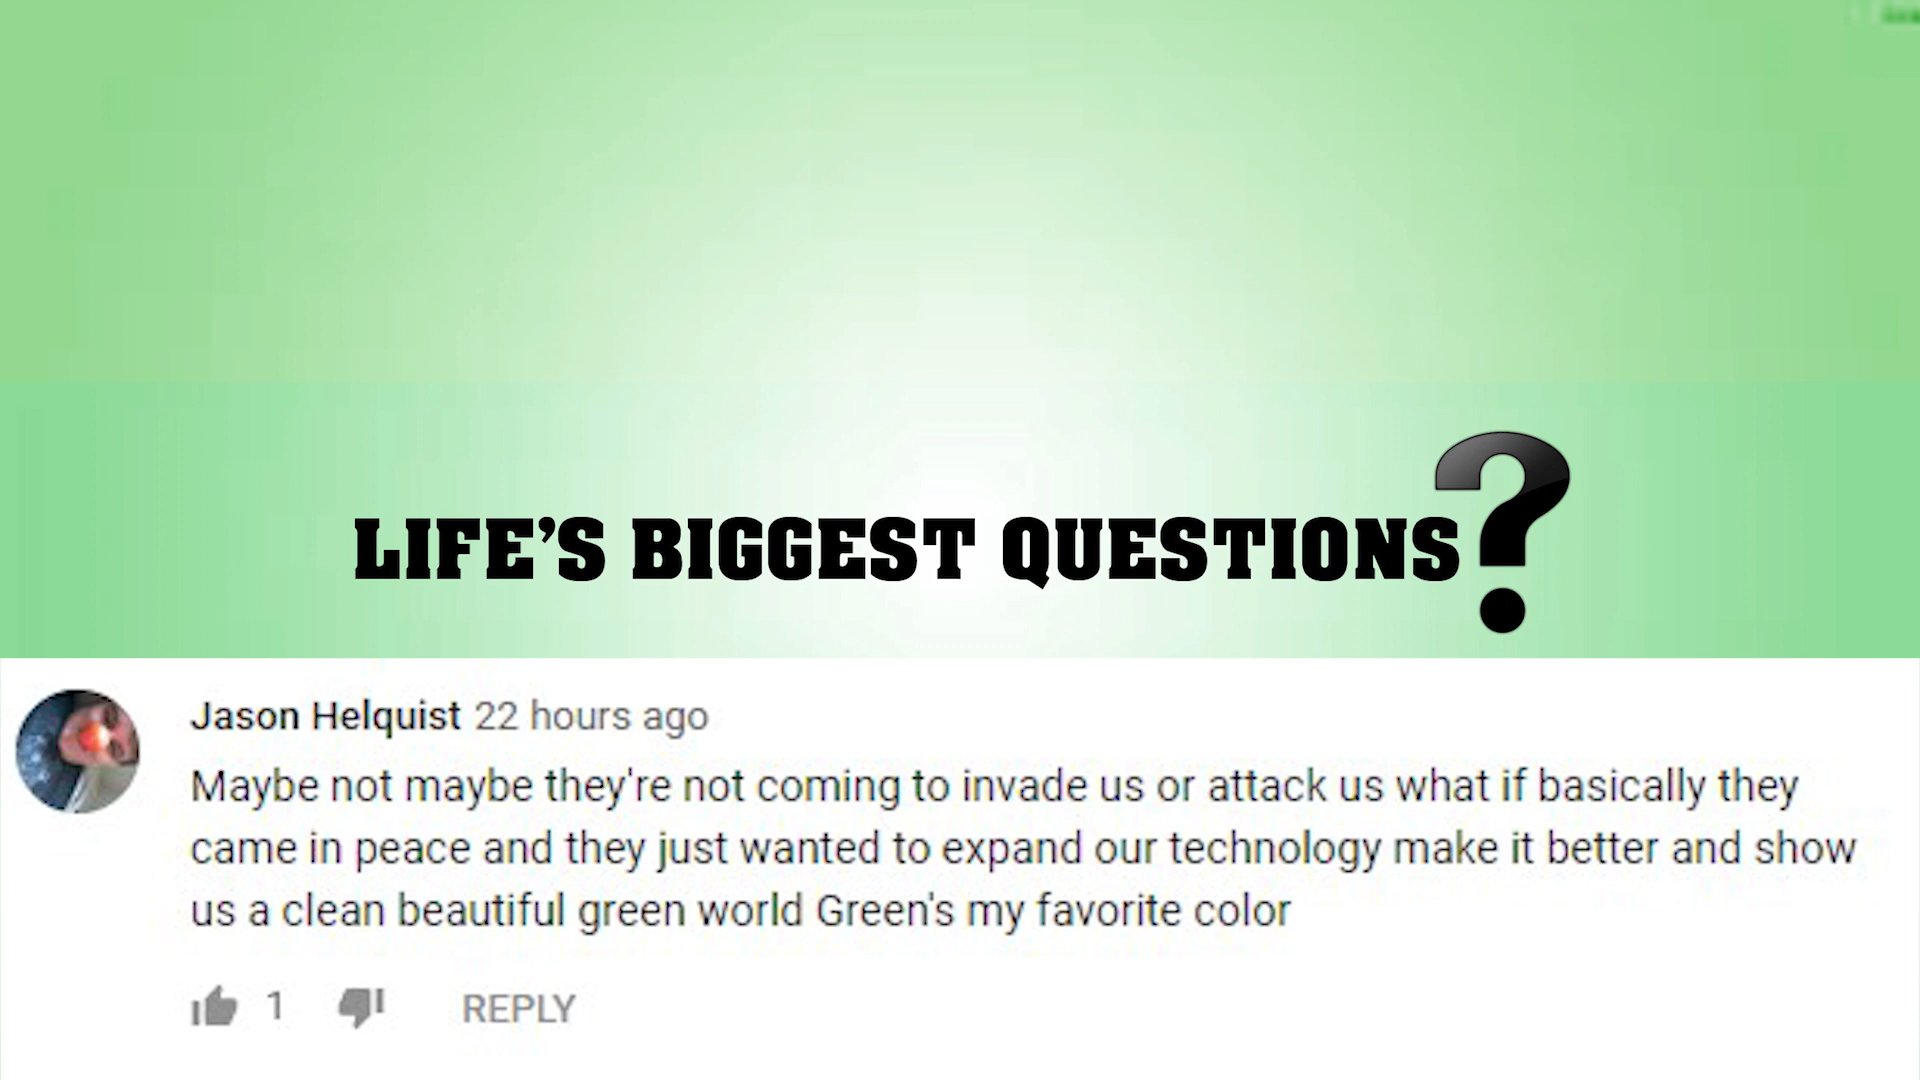 LIFE'S BIGGEST QUESTIONS?
Jason Helquist 22 hours ago
Maybe not maybe they're not coming to invade us or attack us what if basically they
came in peace and they just wanted to expand our technology make it better and show
us a clean beautiful green world Green's my favorite color
1 REPLY